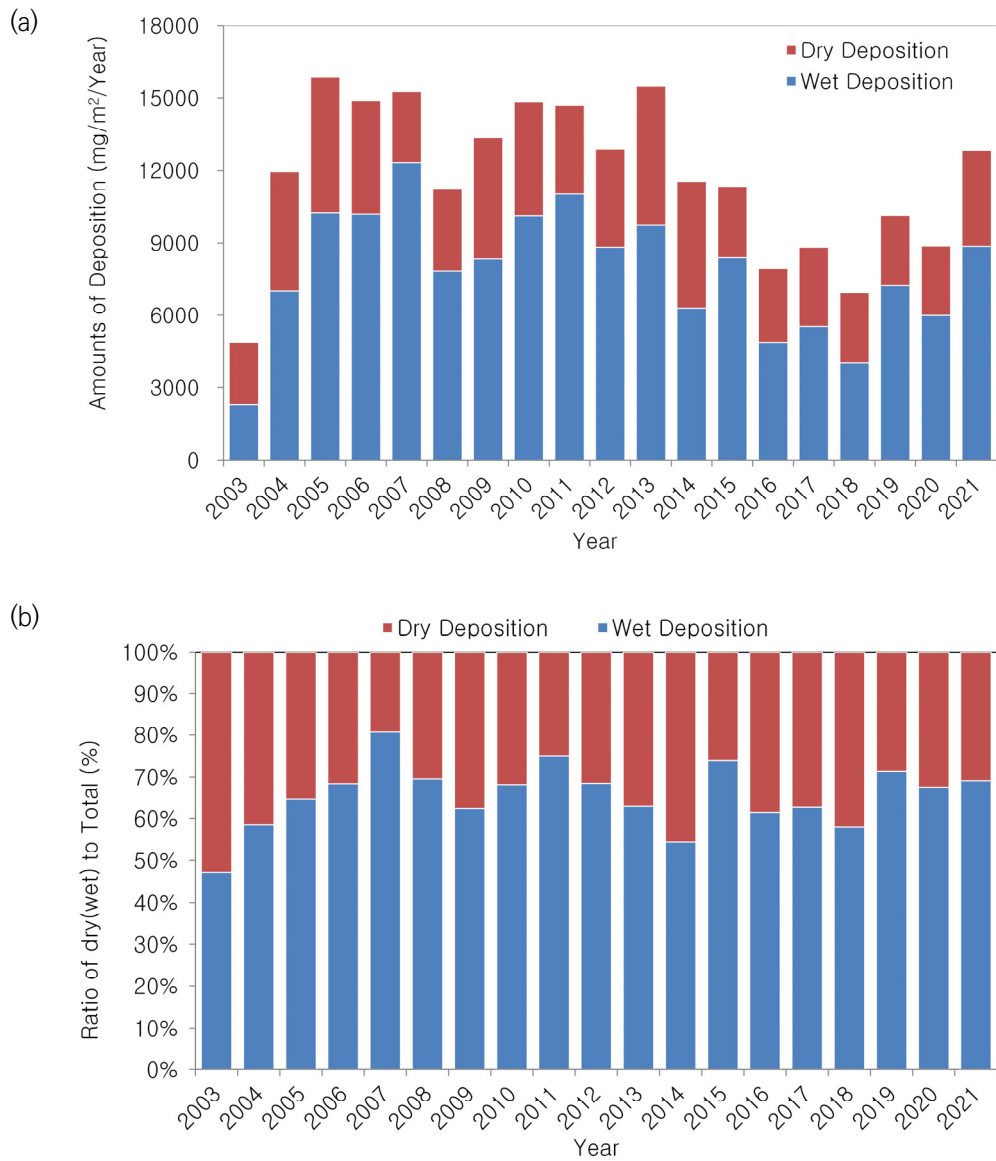 (a)
18000
15000
12000
9000
6000
3000
0
Amounts of Deposition (mg/m²/Year)
Dry Deposition
Wet Deposition
2003 2004 2005 2006 2007 2008 2009 2010 2011 2012 2013 2014 2015 2016 2017 2018 2019 2020 2021
Year
(b)
Dry Deposition Wet Deposition
100%
90%
80%
70%
60%
50%
40%
30%
20%
10%
0%
Ratio of dry(wet) to Total (%)
2003 2004 2005 2006 2007 2008 2009 2010 2011 2012 2013 2014 2015 2016 2017 2018 2019 2020 2021
Year